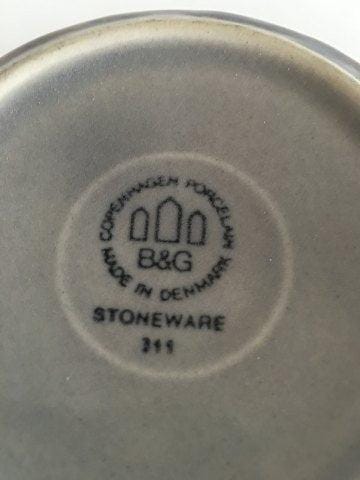 COPENHAGEN PORCELAIN
B&G
MADE IN DENMARK
STONEWARE
311